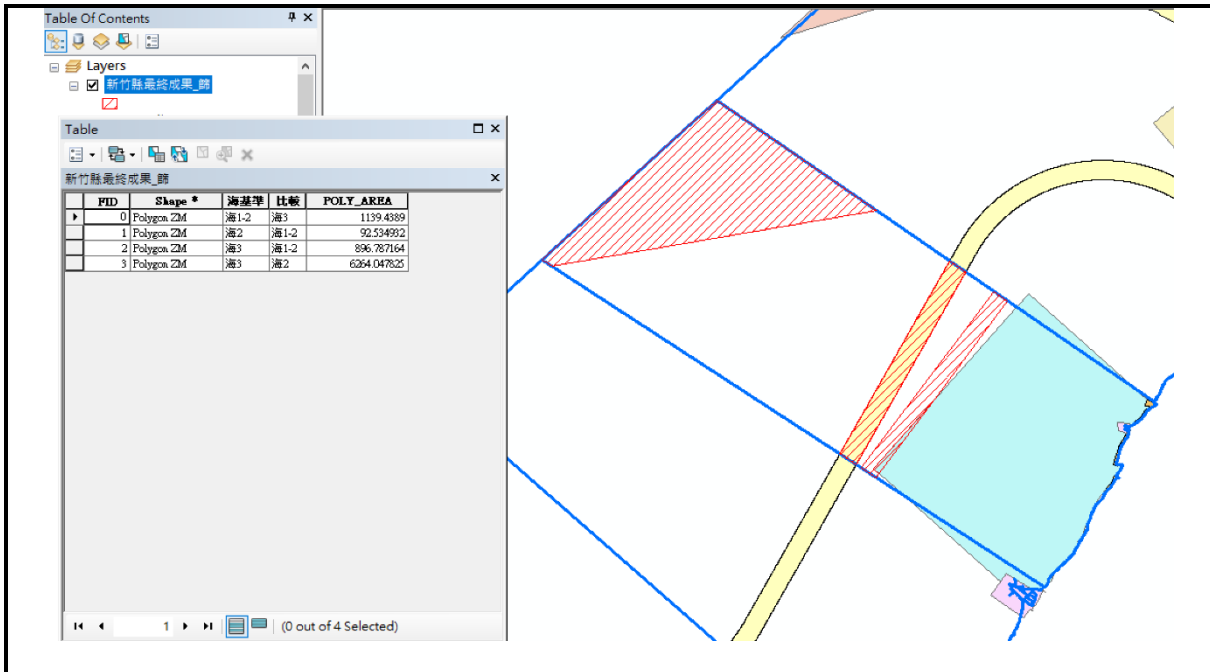 Table Of Contents
Layers
新竹縣最終成果_篩
Table
新竹縣最終成果_篩
FID Shape * 海基準 比較 POLY_AREA
0 Polygon ZM 海1-2 海3 1139.4389
1 Polygon ZM 海2 海1-2 92.534932
2 Polygon ZM 海3 海1-2 896.787164
3 Polygon ZM 海3 海2 6264.047825
1 (0 out of 4 Selected)